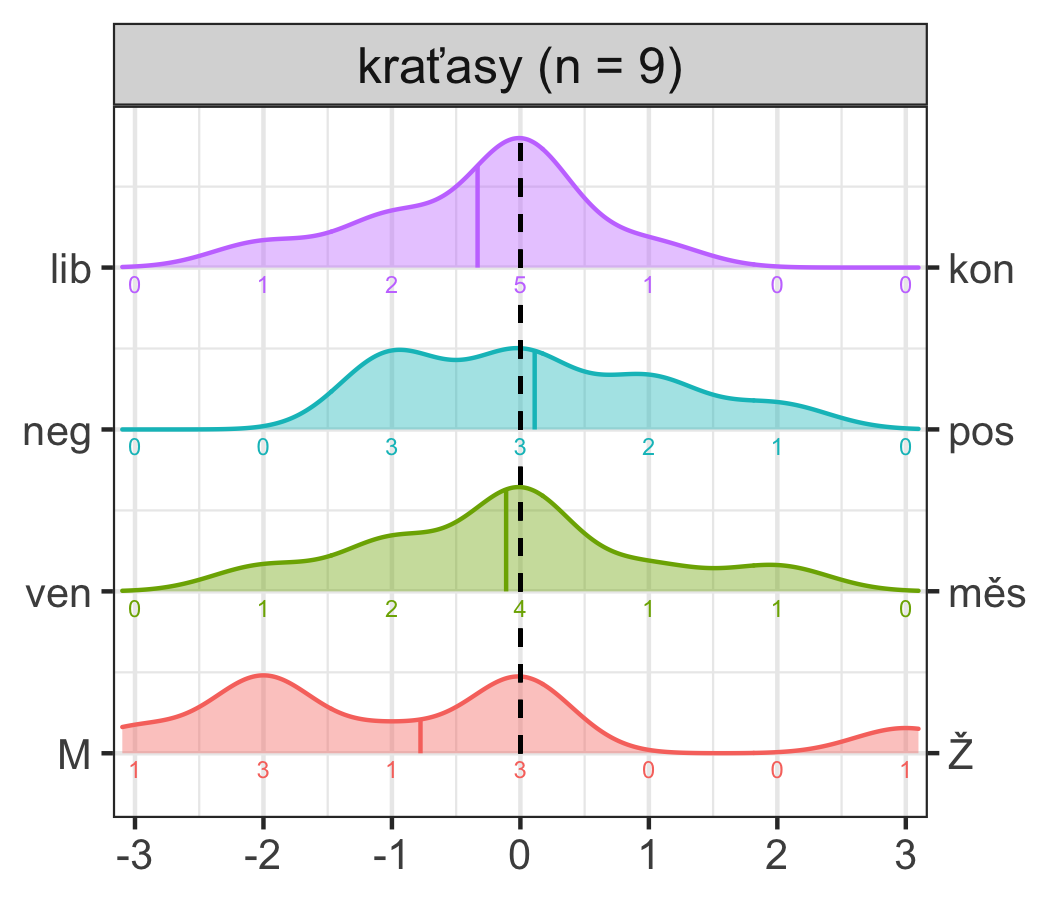 kraťasy (n = 9)
lib kon
0 1 2 5 1 0 0
neg pos
0 0 3 3 2 1 0
ven měs
0 1 2 4 1 1 0
M Ž
1 3 1 3 0 0 1
-3 -2 -1 0 1 2 3